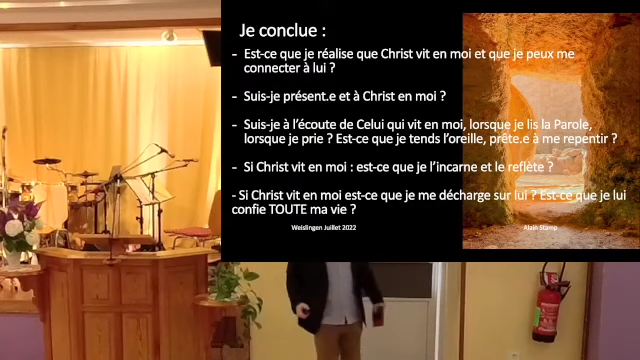 Je conclue :
- Est-ce que je réalise que Christ vit en moi et que je peux me
connecter à lui ?
- Suis-je présent.e et à Christ en moi ?
- Suis-je à l'écoute de Celui qui vit en moi, lorsque je lis la Parole,
lorsque je prie ? Est-ce que je tends l'oreille, prête.e à me repentir ?
- Si Christ vit en moi : est-ce que je l'incarne et le reflète ?
- Si Christ vit en moi est-ce que je me décharge sur lui ? Est-ce que je lui
confie TOUTE ma vie ?
Weislingen Juillet 2022
Alain Stamp